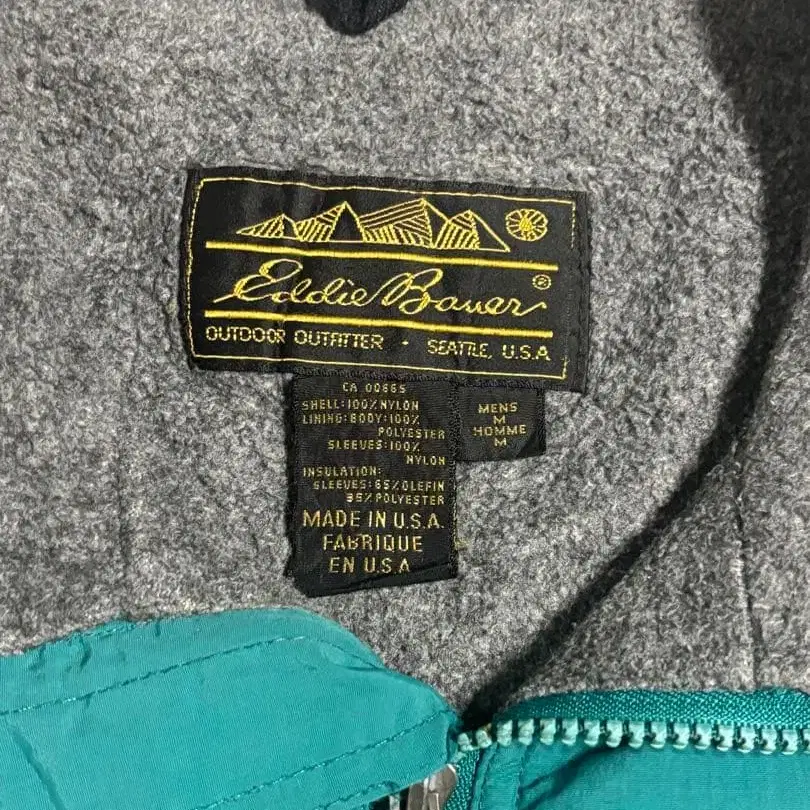 Eddie Bauer®
OUTDOOR OUTFITTER · SEATTLE, U.S.A
CA 00865
SHELL:100% NYLON
LINING:BODY:100%
POLYESTER
SLEEVES:100%
NYLON
INSULATION:
SLEEVES:65% OLEFIN
35% POLYESTER
MADE IN U.S.A.
FABRIQUE
EN U.S.A
MENS
M
HOMME
M